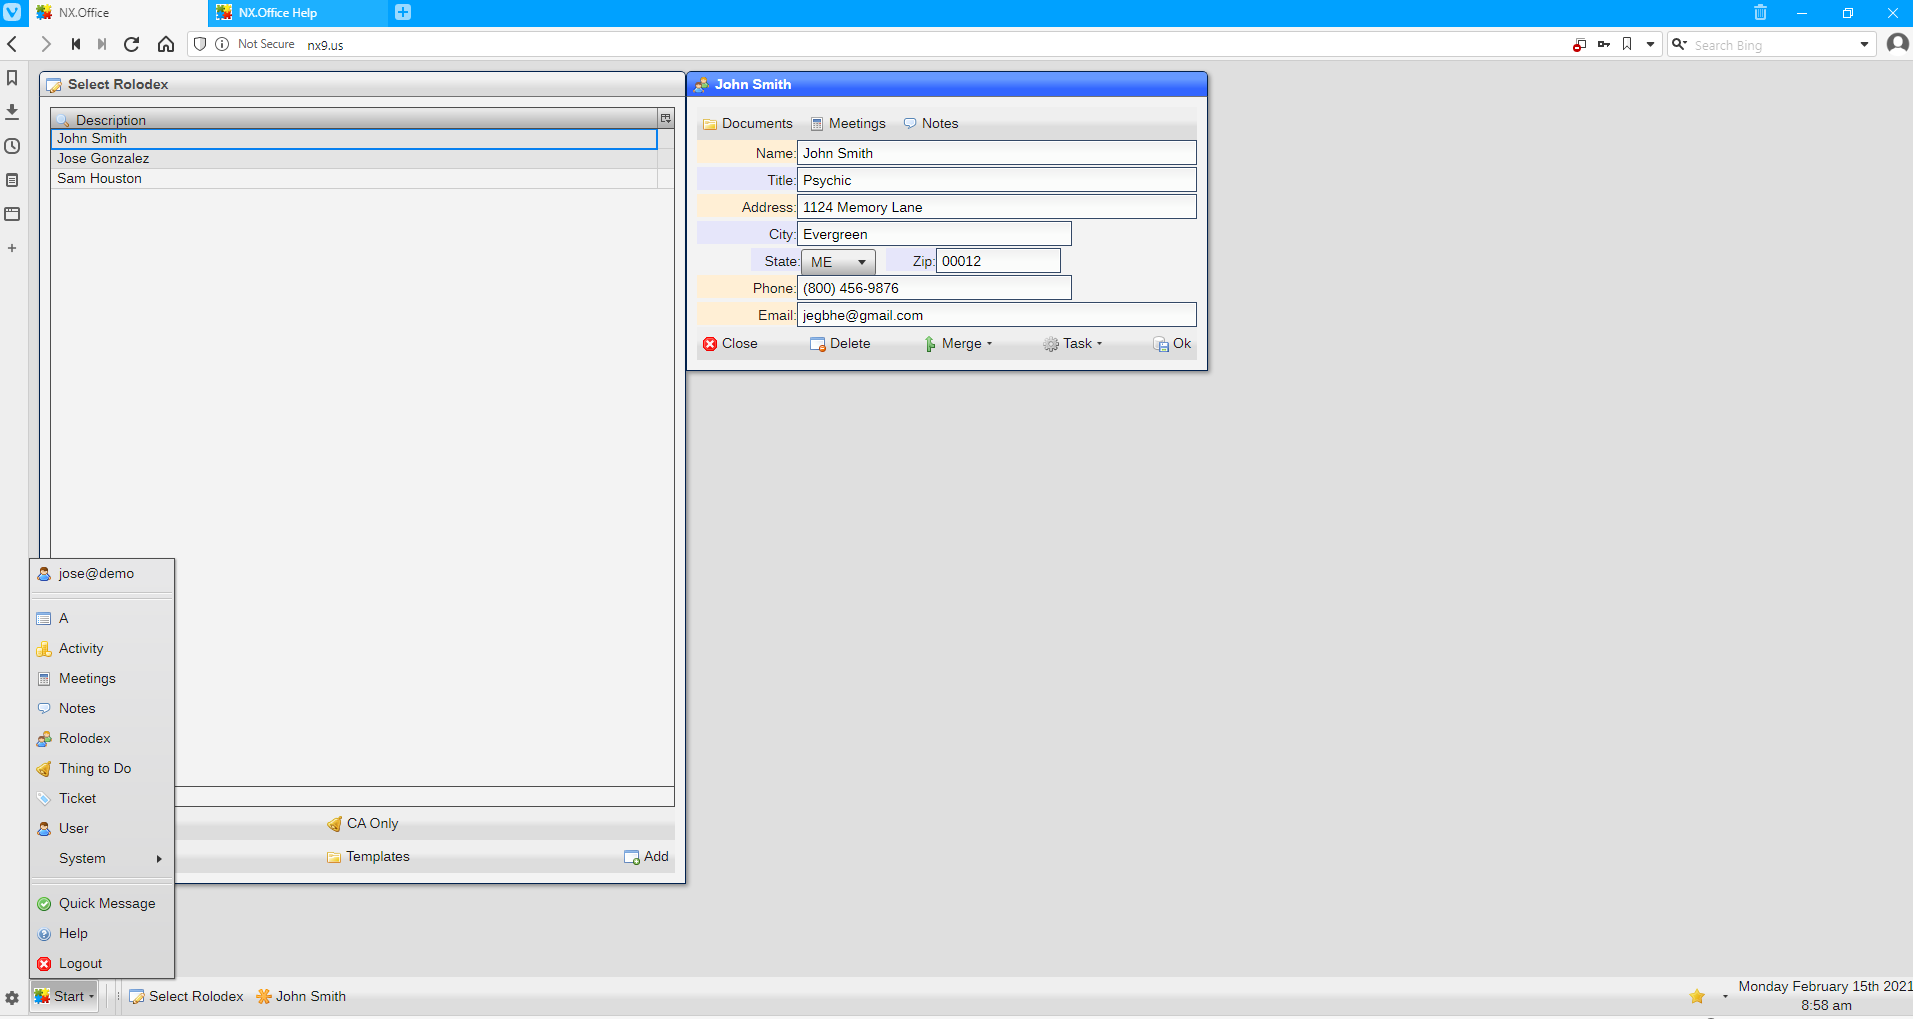 NX.Office
NX.Office Help
Not Secure
nx9.us
Search Bing
Select Rolodex
Description
John Smith
Jose Gonzalez
Sam Houston
CA Only
Templates
Add
John Smith
Documents
Meetings
Notes
Name: John Smith
Title: Psychic
Address: 1124 Memory Lane
City: Evergreen
State: ME Zip: 00012
Phone: (800) 456-9876
Email: jegbhe@gmail.com
Close
Delete
Merge
Task
Ok
jose@demo
A
Activity
Meetings
Notes
Rolodex
Thing to Do
Ticket
User
System
Quick Message
Help
Logout
Start
Select Rolodex
John Smith
Monday February 15th 2021
8:58 am